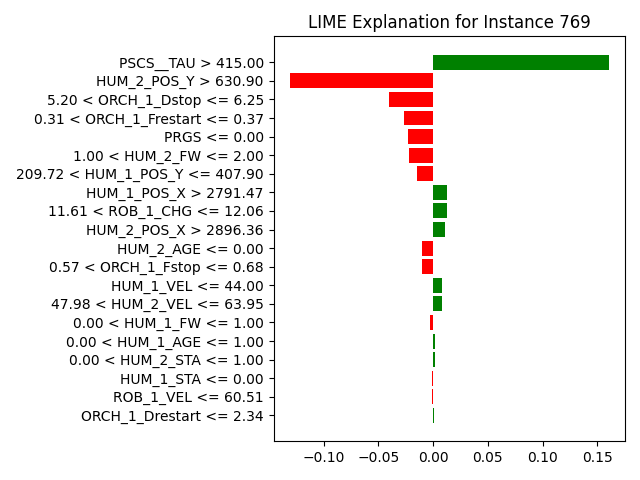 LIME Explanation for Instance 769
PSCS__TAU > 415.00
HUM_2_POS_Y > 630.90
5.20 < ORCH_1_Dstop <= 6.25
0.31 < ORCH_1_Frestart <= 0.37
PRGS <= 0.00
1.00 < HUM_2_FW <= 2.00
209.72 < HUM_1_POS_Y <= 407.90
HUM_1_POS_X > 2791.47
11.61 < ROB_1_CHG <= 12.06
HUM_2_POS_X > 2896.36
HUM_2_AGE <= 0.00
0.57 < ORCH_1_Fstop <= 0.68
HUM_1_VEL <= 44.00
47.98 < HUM_2_VEL <= 63.95
0.00 < HUM_1_FW <= 1.00
0.00 < HUM_1_AGE <= 1.00
0.00 < HUM_2_STA <= 1.00
HUM_1_STA <= 0.00
ROB_1_VEL <= 60.51
ORCH_1_Drestart <= 2.34
−0.10 −0.05 0.00 0.05 0.10 0.15